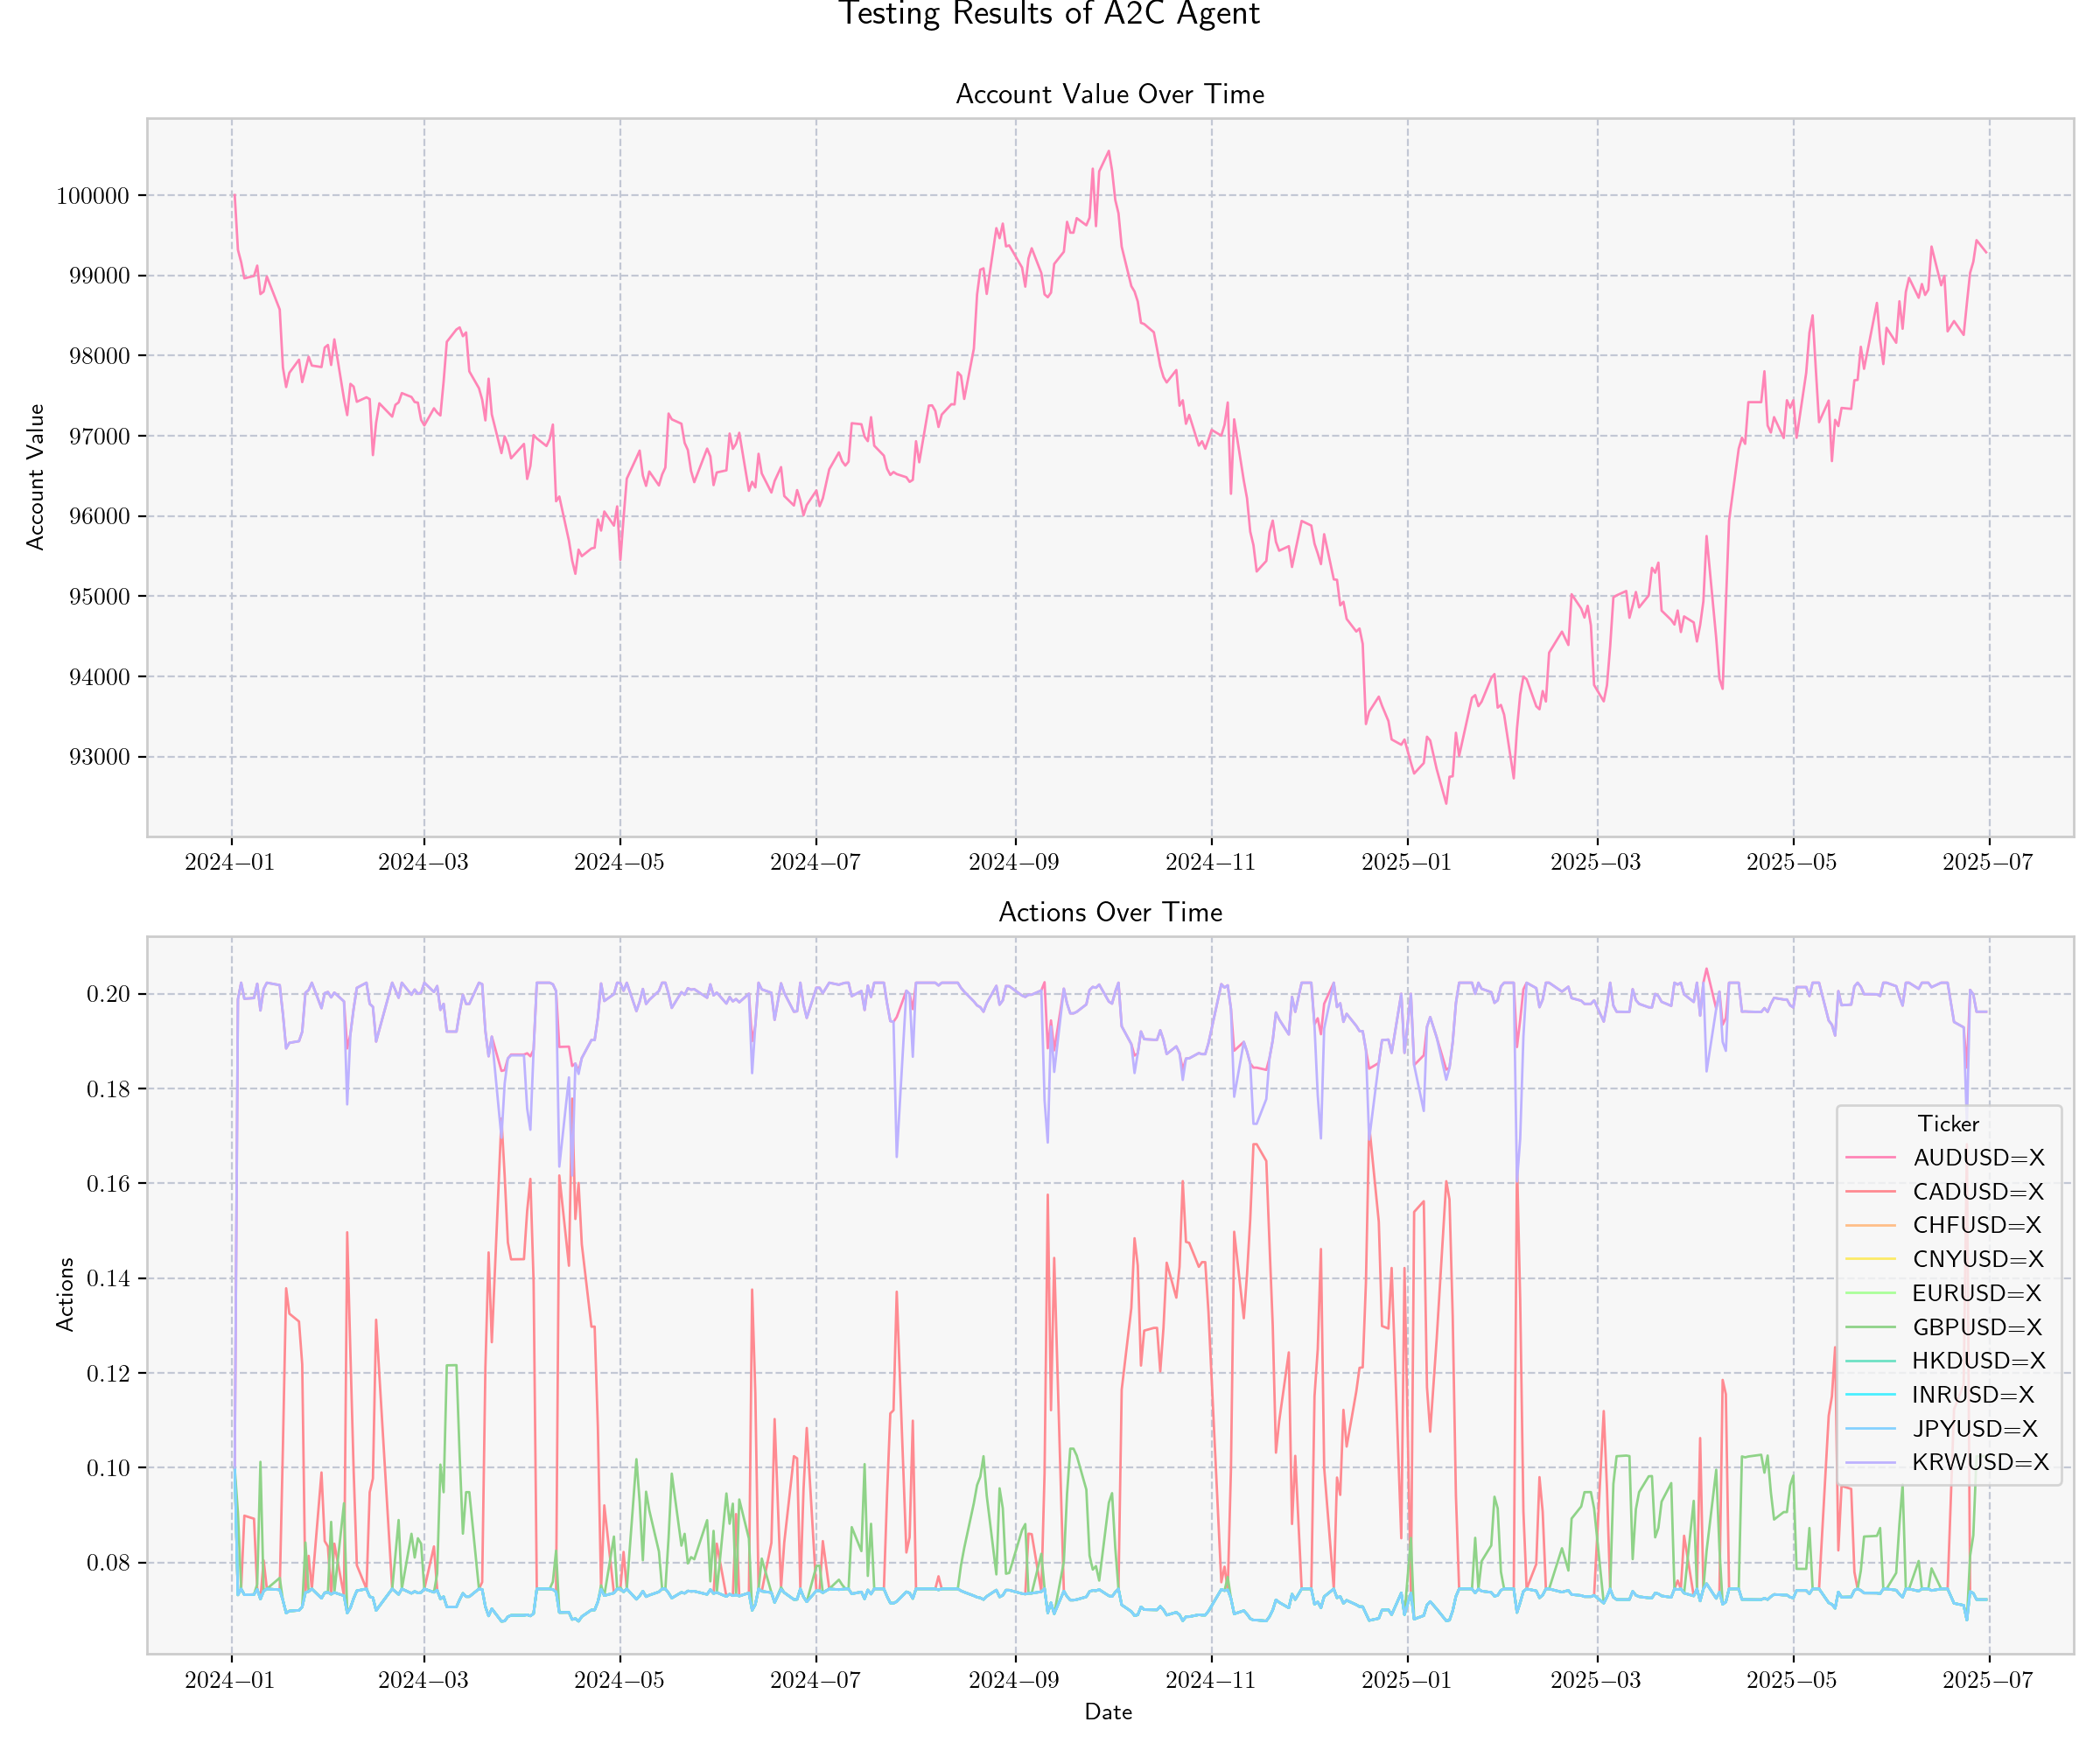 Testing Results of A2C Agent
Account Value Over Time
Account Value
100000
99000
98000
97000
96000
95000
94000
93000
2024−01
2024−03
2024−05
2024−07
2024−09
2024−11
2025−01
2025−03
2025−05
2025−07
Actions Over Time
Actions
0.20
0.18
0.16
0.14
0.12
0.10
0.08
Ticker
AUDUSD=X
CADUSD=X
CHFUSD=X
CNYUSD=X
EURUSD=X
GBPUSD=X
HKDUSD=X
INRUSD=X
JPYUSD=X
KRWUSD=X
2024−01
2024−03
2024−05
2024−07
2024−09
2024−11
2025−01
2025−03
2025−05
2025−07
Date